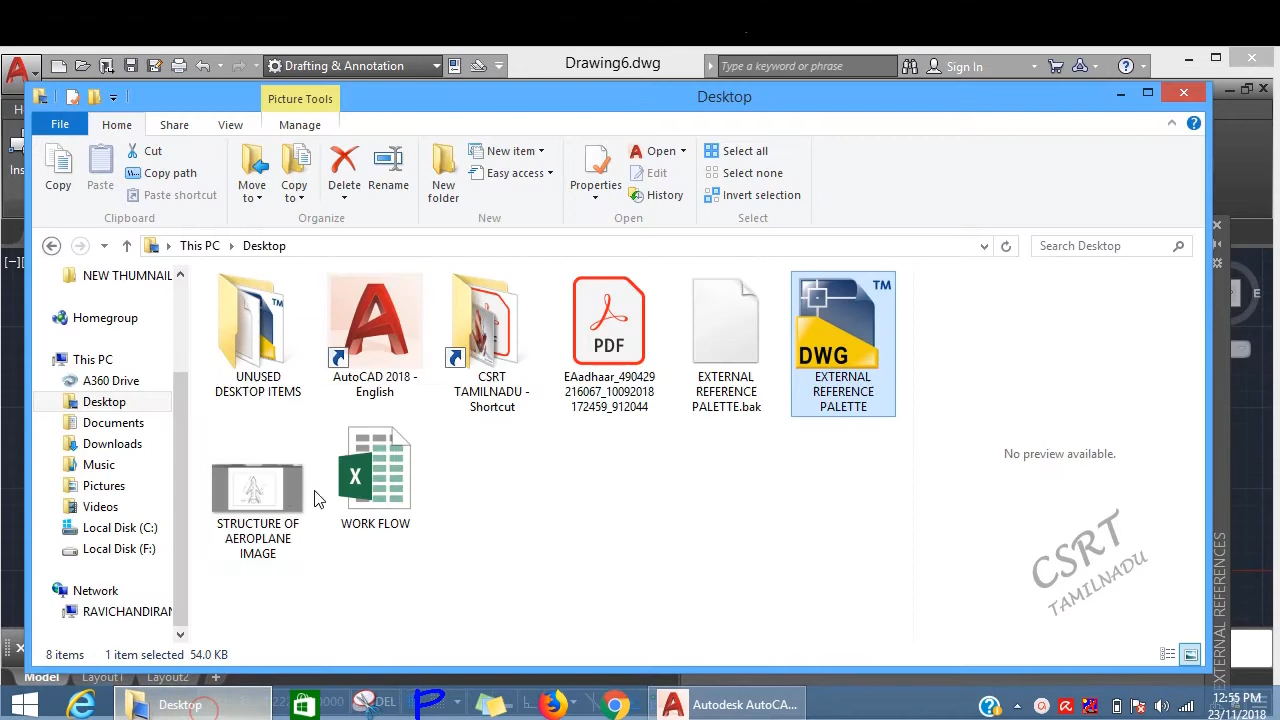 Drafting & Annotation
Drawing6.dwg
Type a keyword or phrase
Sign In
Picture Tools
Desktop
File
Home
Share
View
Manage
Copy
Paste
Cut
Copy path
Paste shortcut
Clipboard
Move to
Copy to
Delete
Rename
Organize
New folder
New item
Easy access
New
Properties
Open
Edit
History
Open
Select all
Select none
Invert selection
Select
This PC
Desktop
Search Desktop
NEW THUMNAIL
Homegroup
This PC
A360 Drive
Desktop
Documents
Downloads
Music
Pictures
Videos
Local Disk (C:)
Local Disk (F:)
Network
RAVICHANDIRAN
UNUSED
DESKTOP ITEMS
AutoCAD 2018 -
English
CSRT
TAMILNADU -
Shortcut
PDF
EAadhaar_490429
216067_10092018
172459_912044
EXTERNAL
REFERENCE
PALETTE.bak
TM
DWG
EXTERNAL
REFERENCE
PALETTE
STRUCTURE OF
AEROPLANE
IMAGE
WORK FLOW
No preview available.
CSRT
TAMILNADU
EXTERNAL REFERENCES
8 items
1 item selected 54.0 KB
Model
Layout1
Layout2
Desktop
DEL
Autodesk AutoCA...
12:55 PM
23/11/2018